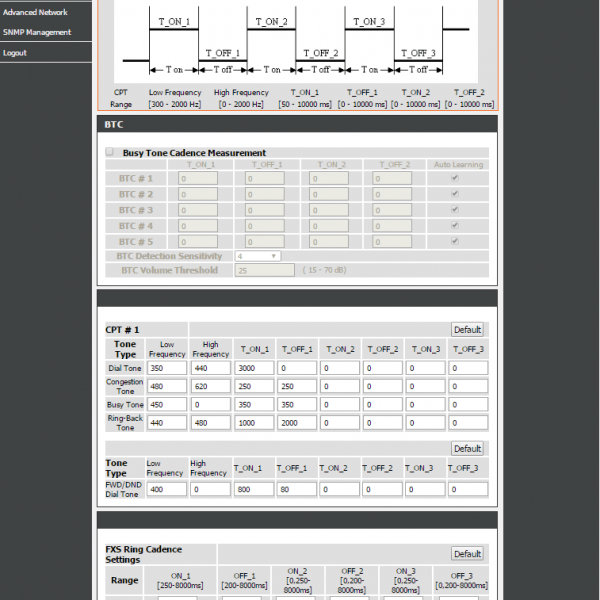 Advanced Network
SNMP Management
Logout
T_ON_1 T_ON_2 T_ON_3
T_OFF_1 T_OFF_2 T_OFF_3
T on T off T on T off T on T off
CPT Low Frequency High Frequency T_ON_1 T_OFF_1 T_ON_2 T_OFF_2
Range [300 - 2000 Hz] [0 - 2000 Hz] [50 - 10000 ms] [0 - 10000 ms] [0 - 10000 ms] [0 - 10000 ms]
BTC
Busy Tone Cadence Measurement
T_ON_1 T_OFF_1 T_ON_2 T_OFF_2 Auto Learning
BTC # 1 0 0 0 0
BTC # 2 0 0 0 0
BTC # 3 0 0 0 0
BTC # 4 0 0 0 0
BTC # 5 0 0 0 0
BTC Detection Sensitivity 4
BTC Volume Threshold 25 ( 15 - 70 dB)
CPT # 1 Default
Tone Type Low Frequency High Frequency T_ON_1 T_OFF_1 T_ON_2 T_OFF_2 T_ON_3 T_OFF_3
Dial Tone 350 440 3000 0 0 0 0 0
Congestion Tone 480 620 250 250 0 0 0 0
Busy Tone 450 0 350 350 0 0 0 0
Ring-Back Tone 440 480 1000 2000 0 0 0 0
Default
Tone Type Low Frequency High Frequency T_ON_1 T_OFF_1 T_ON_2 T_OFF_2 T_ON_3 T_OFF_3
FWD/DND Dial Tone 400 0 800 80 0 0 0 0
FXS Ring Cadence Settings Default
Range ON_1 [250-8000ms] OFF_1 [200-8000ms] ON_2 [0.250-8000ms] OFF_2 [0.200-8000ms] ON_3 [0.250-8000ms] OFF_3 [0.200-8000ms]